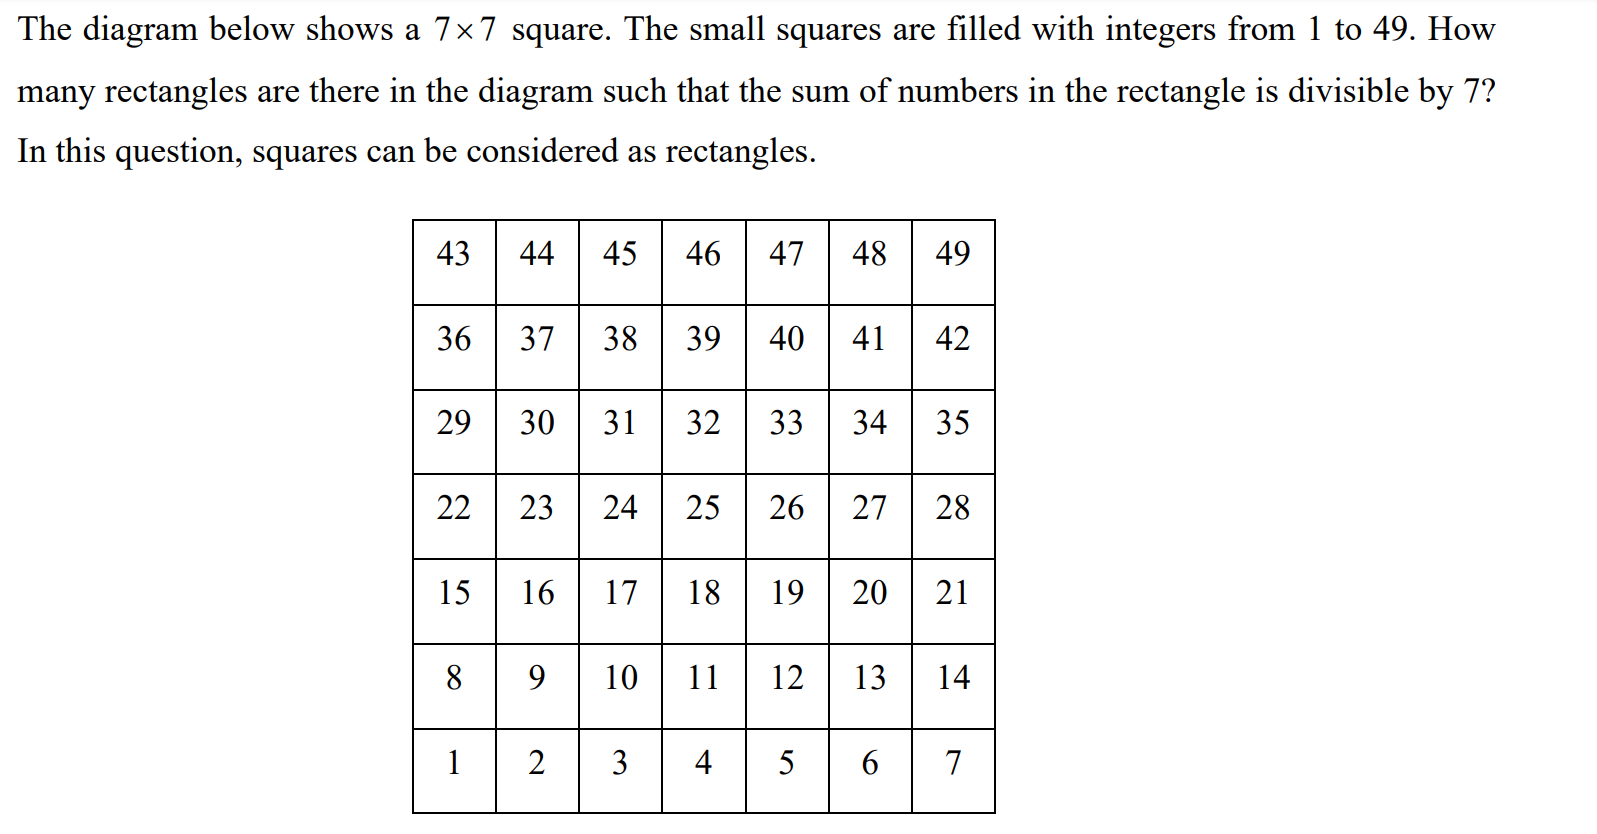 The diagram below shows a 7×7 square. The small squares are filled with integers from 1 to 49. How
many rectangles are there in the diagram such that the sum of numbers in the rectangle is divisible by 7?
In this question, squares can be considered as rectangles.
43 44 45 46 47 48 49
36 37 38 39 40 41 42
29 30 31 32 33 34 35
22 23 24 25 26 27 28
15 16 17 18 19 20 21
8 9 10 11 12 13 14
1 2 3 4 5 6 7